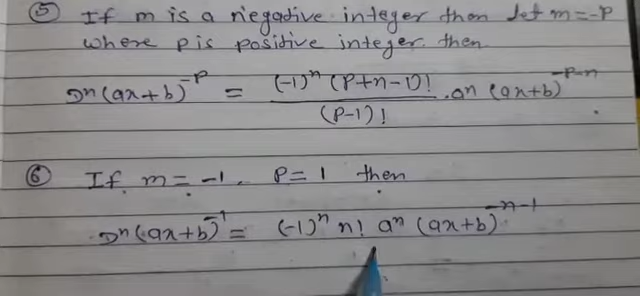 ⑤ If m is a negative integer then let m=-P
where P is positive integer. then
Dⁿ(ax+b)^-P = (-1)ⁿ (P+n-1)! / (P-1)! . aⁿ (ax+b)^-P-n
⑥ If m = -1, P = 1 then
Dⁿ(ax+b)^-1 = (-1)ⁿ n! aⁿ (ax+b)^-n-1